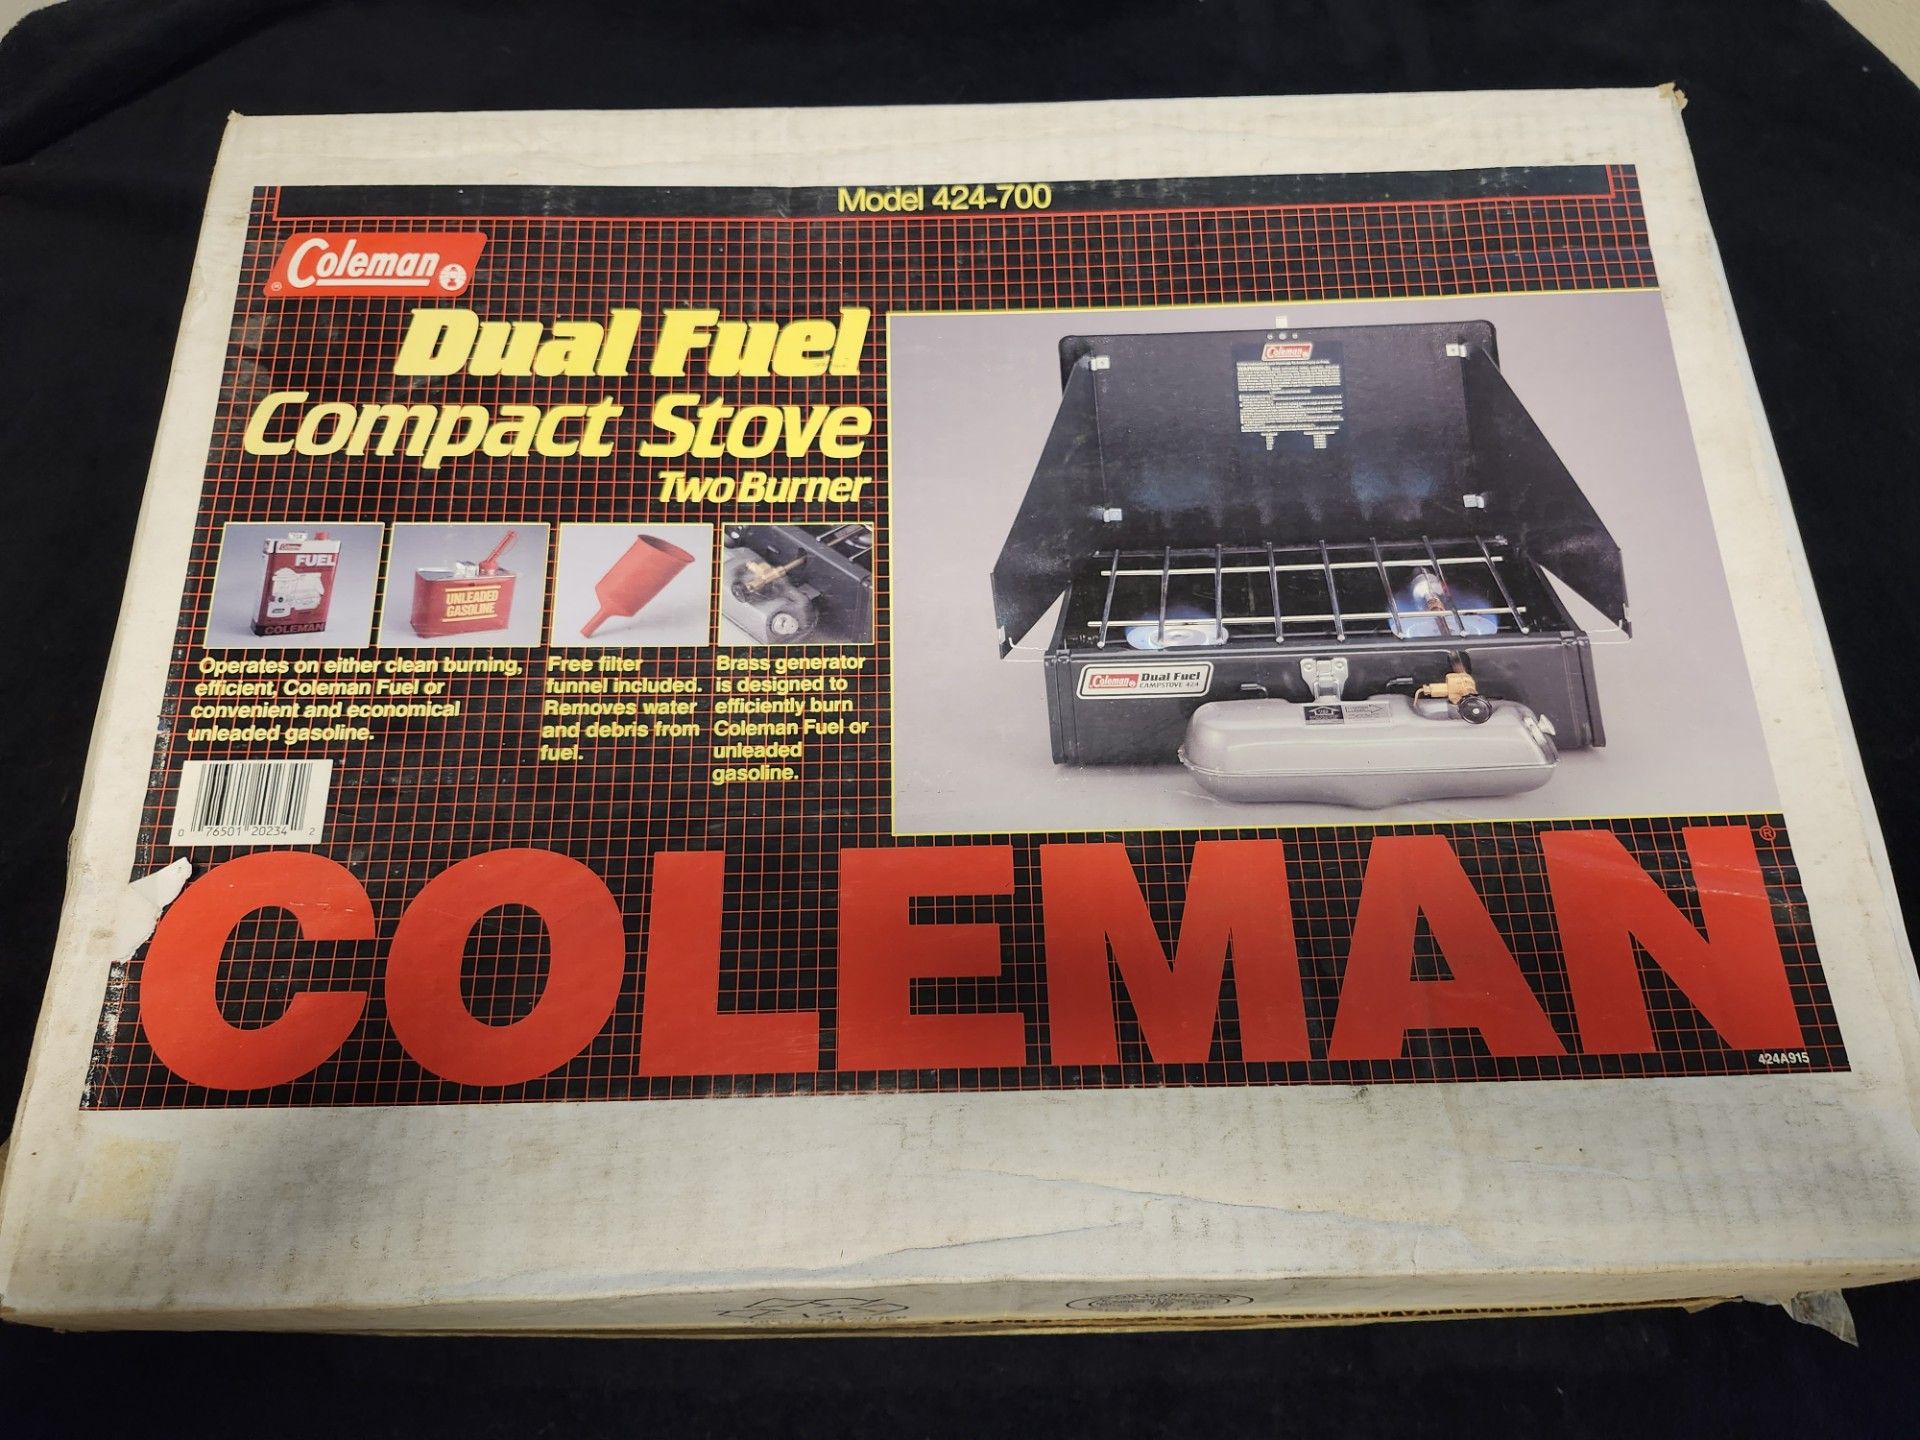 Model 424-700
Coleman
Dual Fuel
Compact Stove
Two Burner
Coleman
WARNING
FUEL
COLEMAN
UNLEADED
GASOLINE
Operates on either clean burning,
efficient, Coleman Fuel or
convenient and economical
unleaded gasoline.
Free filter
funnel included.
Removes water
and debris from
fuel.
Brass generator
is designed to
efficiently burn
Coleman Fuel or
unleaded
gasoline.
Coleman Dual Fuel
CAMPSTOVE 424
0 76501 20234 2
COLEMAN®
424A915